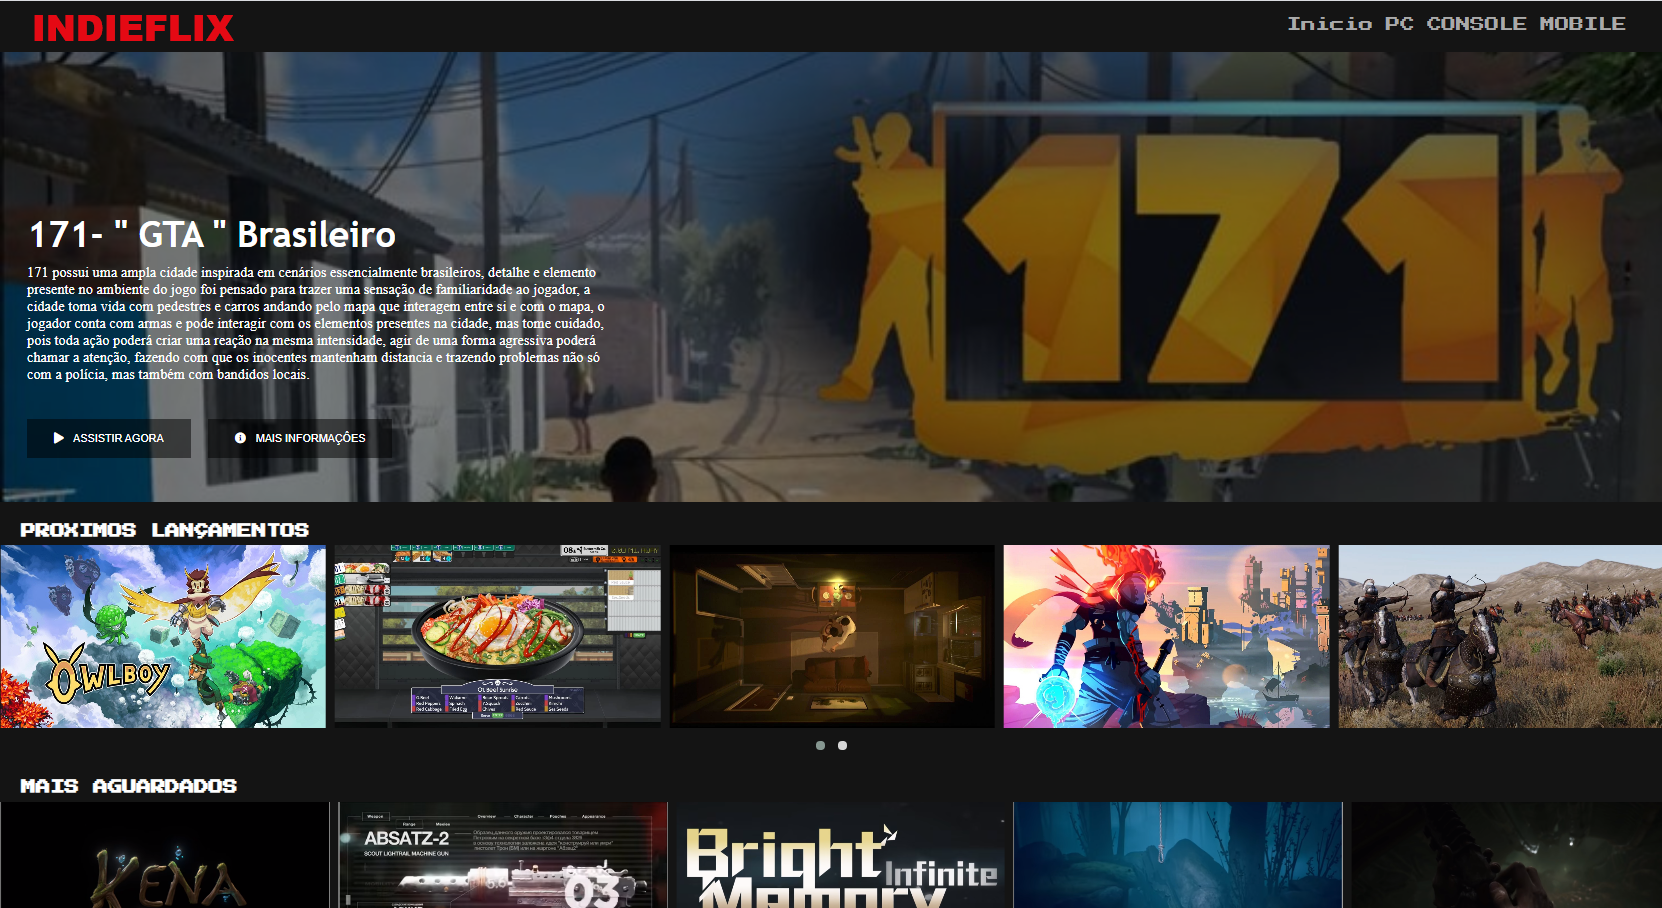 INDIEFLIX
Inicio PC CONSOLE MOBILE
171
171- " GTA " Brasileiro
171 possui uma ampla cidade inspirada em cenários essencialmente brasileiros, detalhe e elemento
presente no ambiente do jogo foi pensado para trazer uma sensação de familiaridade ao jogador, a
cidade toma vida com pedestres e carros andando pelo mapa que interagem entre si e com o mapa, o
jogador conta com armas e pode interagir com os elementos presentes na cidade, mas tome cuidado,
pois toda ação poderá criar uma reação na mesma intensidade, agir de uma forma agressiva poderá
chamar a atenção, fazendo com que os inocentes mantenham distancia e trazendo problemas não só
com a polícia, mas também com bandidos locais.
ASSISTIR AGORA
MAIS INFORMAÇÔES
PROXIMOS LANÇAMENTOS
OWLBOY
MAIS AGUARDADOS
KENA
Weapon Overview Character Pouches Appearance
ABSATZ-2
SCOUT LIGHTRAIL MACHINE GUN
03
Bright
Memory
Infinite